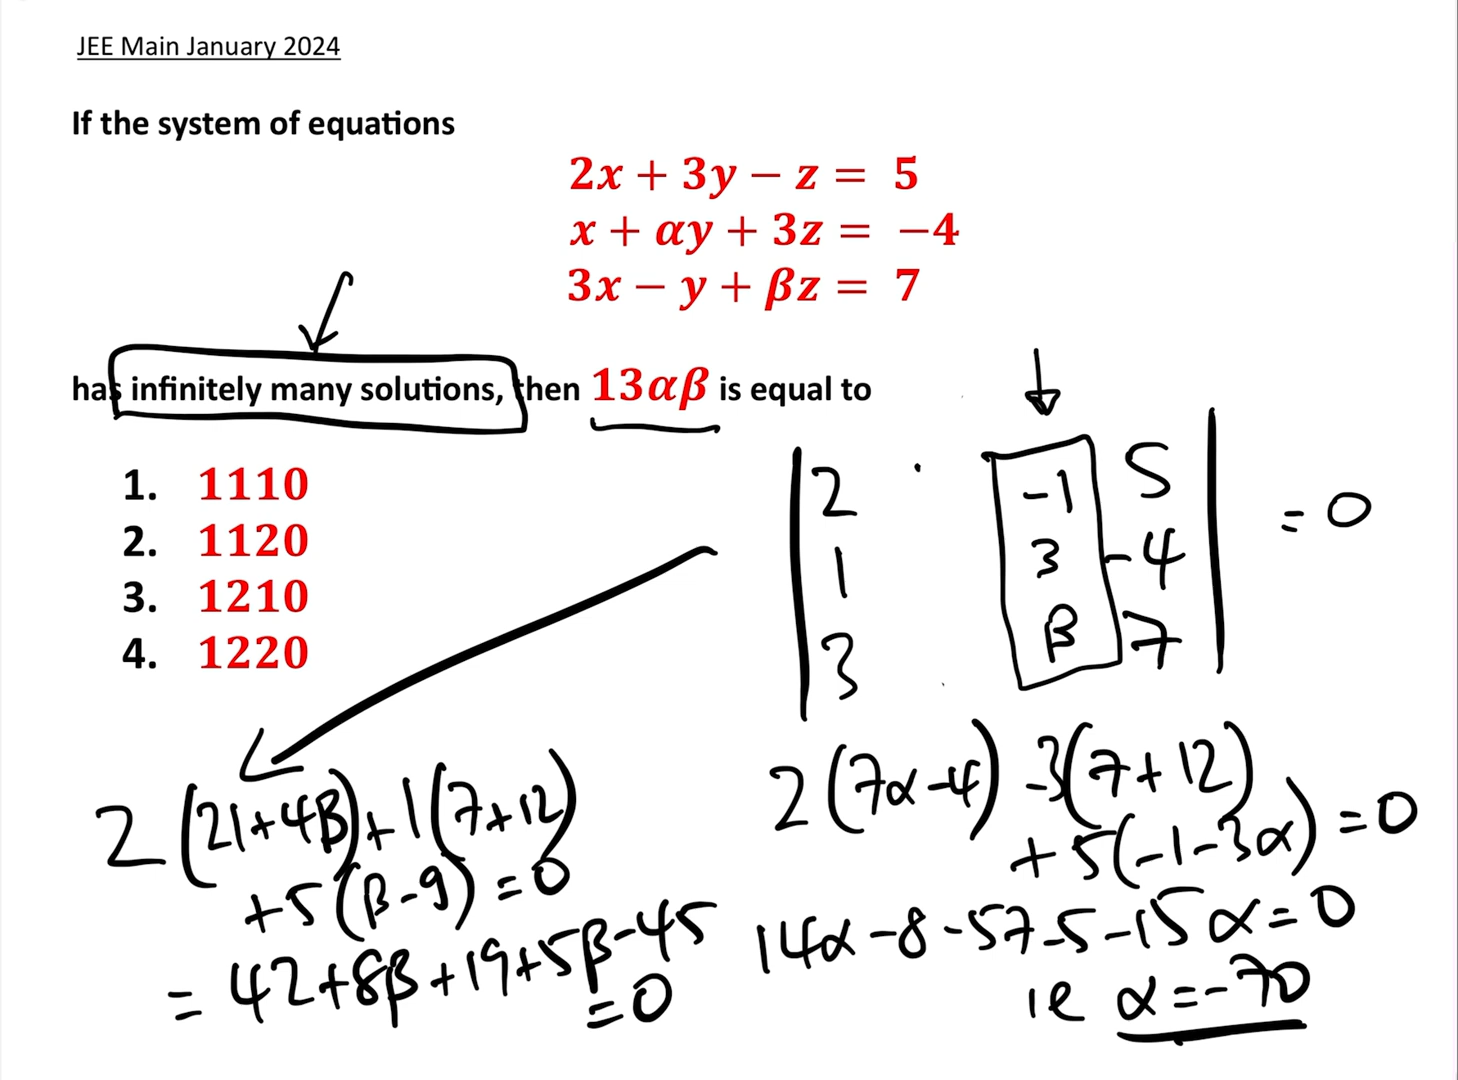 JEE Main January 2024
If the system of equations
2x + 3y − z = 5
x + αy + 3z = −4
3x − y + βz = 7
has infinitely many solutions, then 13αβ is equal to
1. 1110
2. 1120
3. 1210
4. 1220
2 -1 5
1 3 -4 = 0
3 β 7
2(7α-4) -3(7+12)
+5(-1-3α) = 0
14α-8-57-5-15α=0
ie α=-70
2(21+4β)+1(7+12)
+5(β-9)=0
= 42+8β+19+5β-45
=0